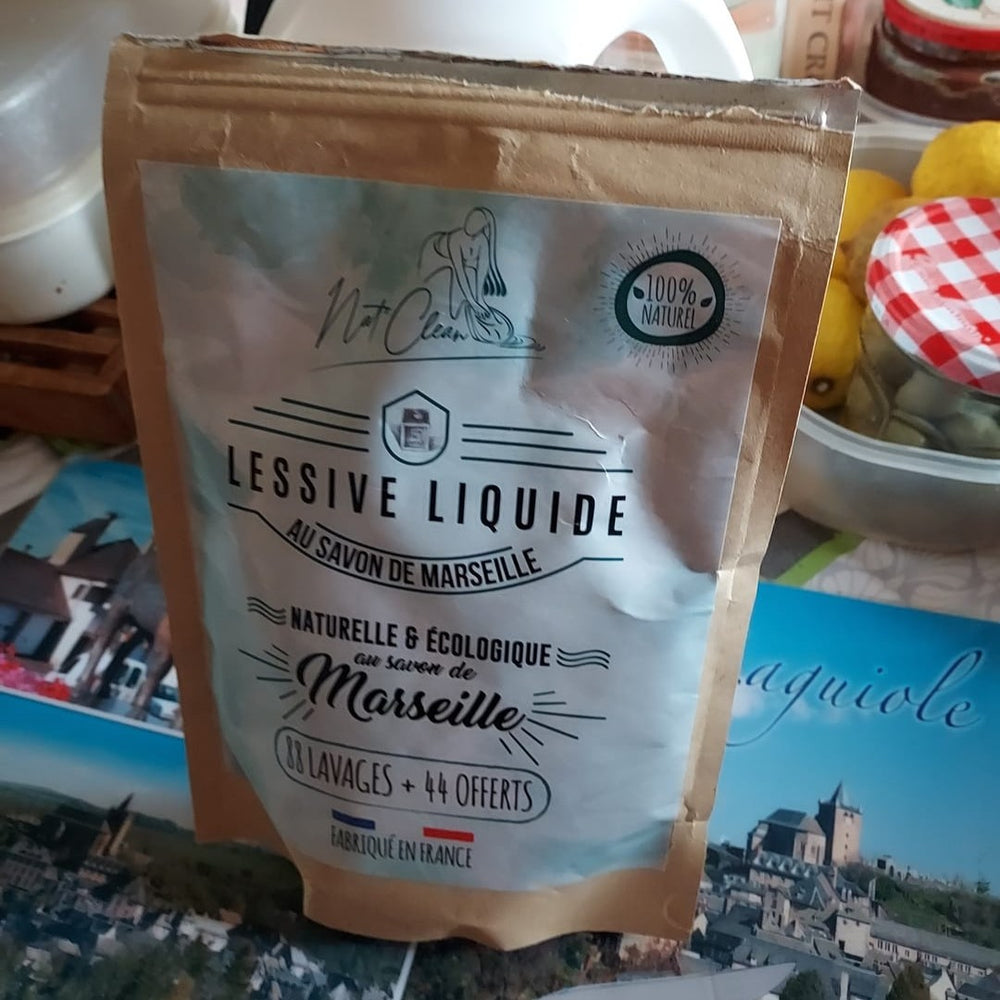 Nat Clean
100%
NATUREL
LESSIVE LIQUIDE
AU SAVON DE MARSEILLE
NATURELLE & ÉCOLOGIQUE
au savon de
Marseille
88 LAVAGES + 44 OFFERTS
FABRIQUÉ EN FRANCE
aguiole